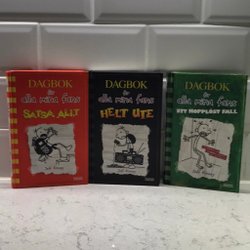 DAGBOK
för
alla mina fans
SATSA ALLT
DAGBOK
för
alla mina fans
HELT UTE
DAGBOK
för
alla mina fans
ETT HOPPLÖST FALL